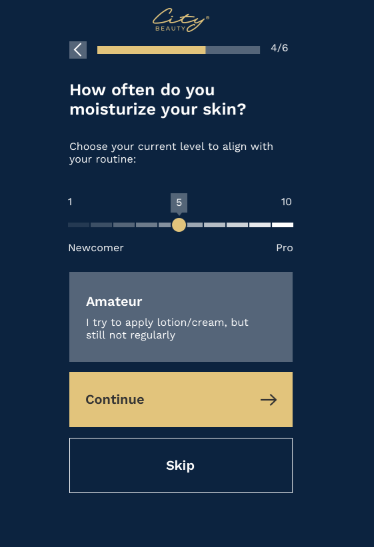 City
BEAUTY
4/6
How often do you
moisturize your skin?
Choose your current level to align with
your routine:
1
5
10
Newcomer
Pro
Amateur
I try to apply lotion/cream, but
still not regularly
Continue
Skip